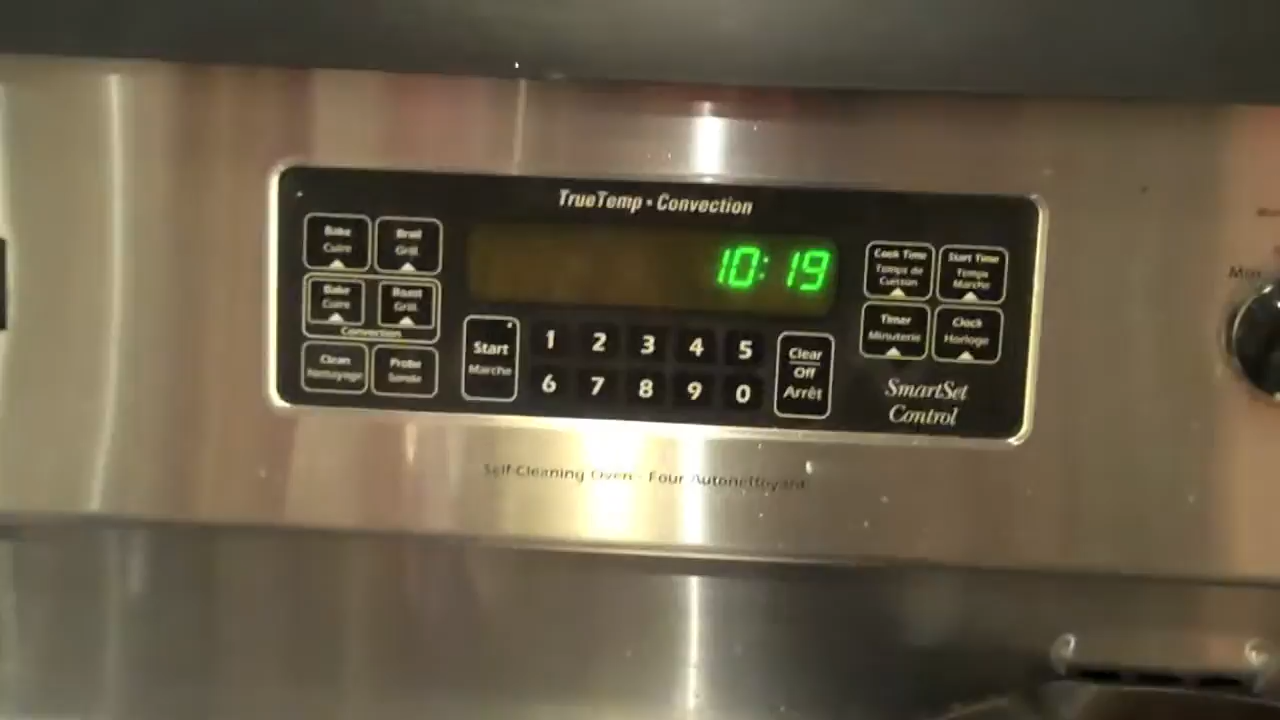 TrueTemp • Convection
10:19
Bake
Cuire
Broil
Gril.
Bake
Cuire
Roast
Gril.
Convection
Clean
Nettoyage
Probe
Sonde
Start
Marche
1 2 3 4 5
6 7 8 9 0
Clear
Off
Arrêt
Cook Time
Temps de
Cuisson
Start Time
Temps
Marche
Timer
Minuterie
Clock
Horloge
SmartSet
Control
Self-Cleaning Oven - Four Autonettoyant